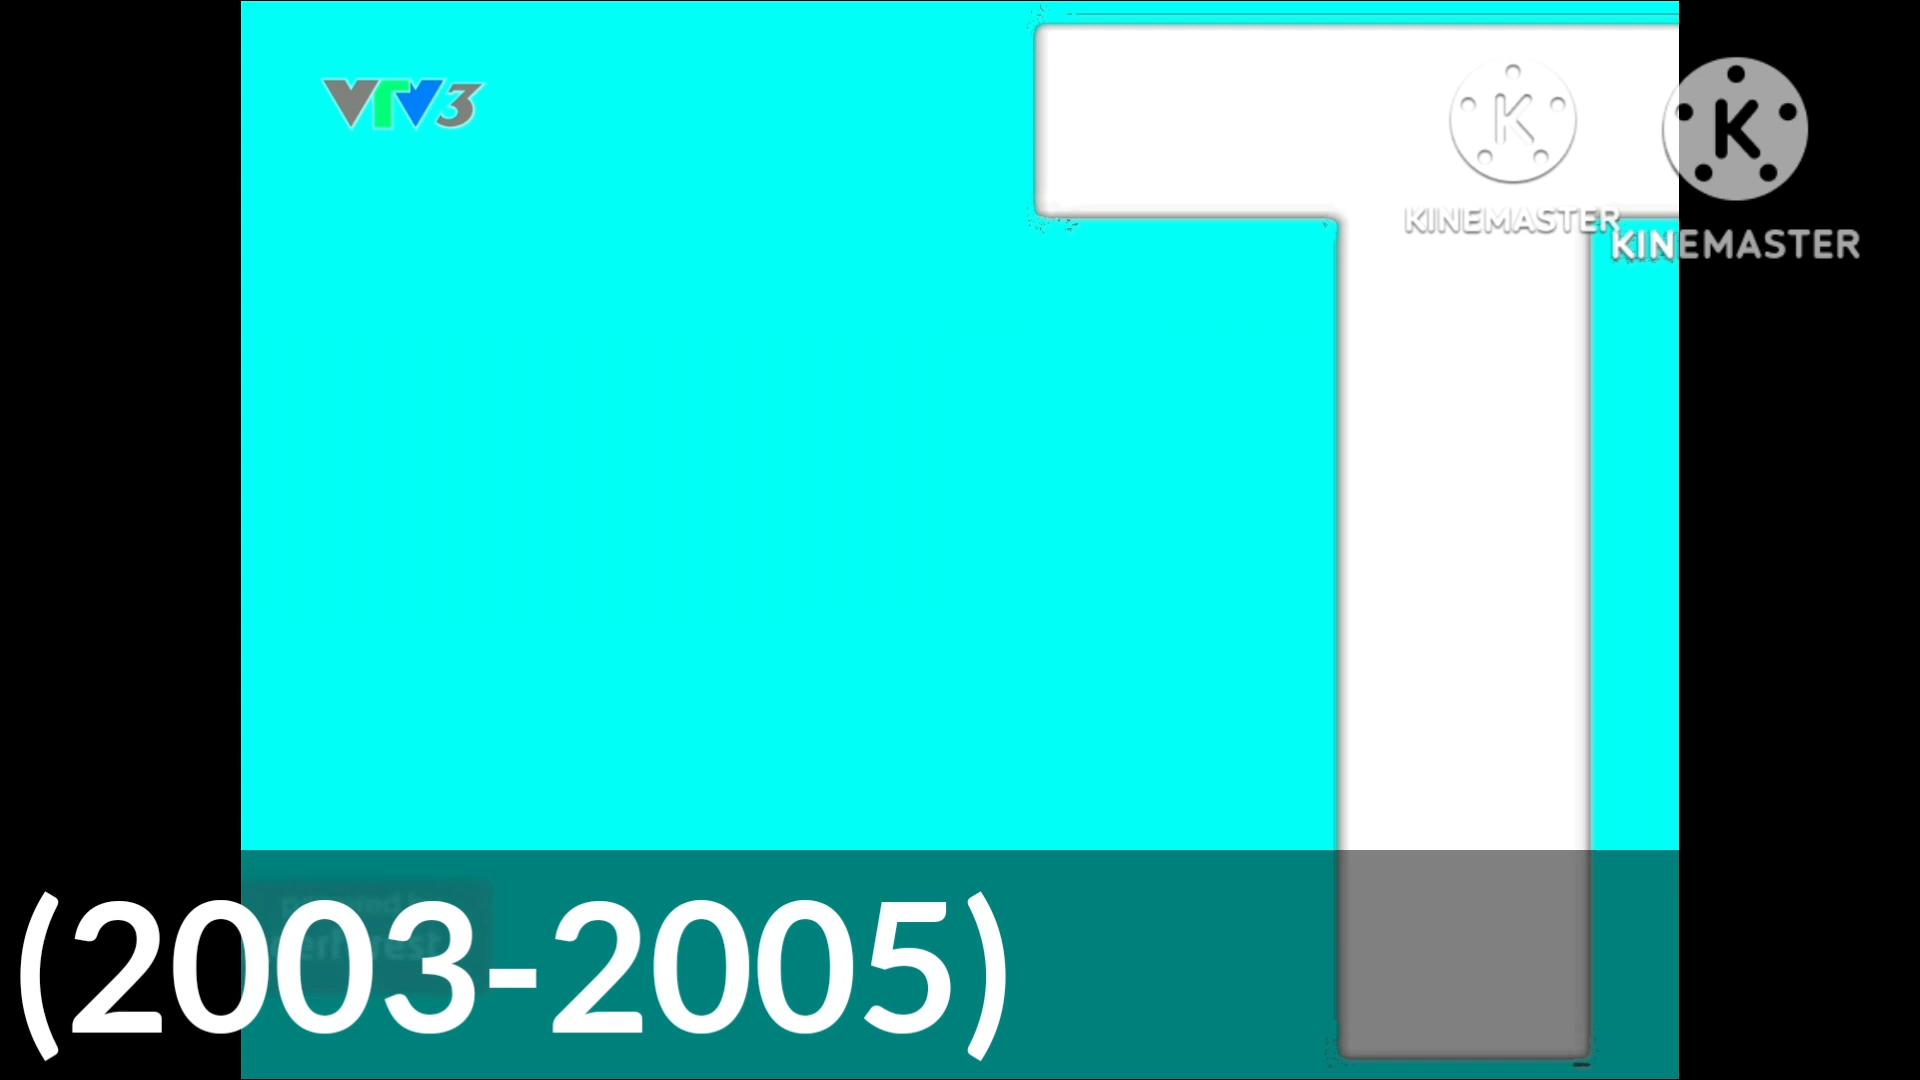 VTV3
T
K
KINEMASTER
K
KINEMASTER
(2003-2005)